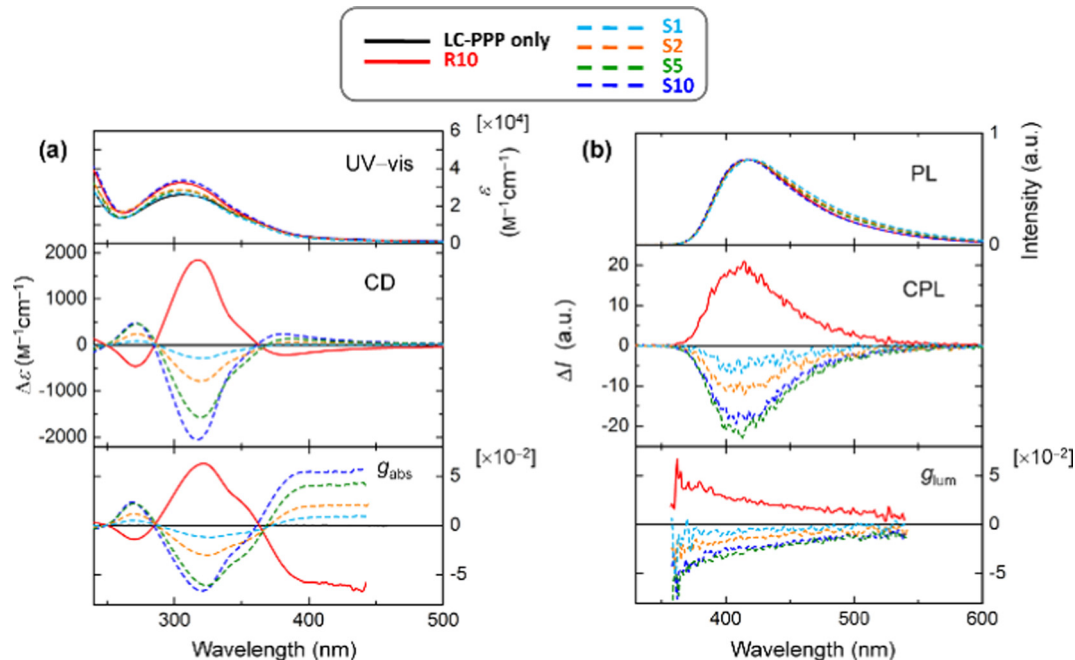 LC-PPP only
R10
S1
S2
S5
S10
(a)
UV–vis
6
4
2
0
[×10⁴]
ε
(M⁻¹cm⁻¹)
2000
1000
0
-1000
-2000
Δε (M⁻¹cm⁻¹)
CD
gabs
[×10⁻²]
5
0
-5
300
400
500
Wavelength (nm)
(b)
PL
1
0
Intensity (a.u.)
20
10
0
-10
-20
ΔI (a.u.)
CPL
glum
[×10⁻²]
5
0
-5
400
500
600
Wavelength (nm)